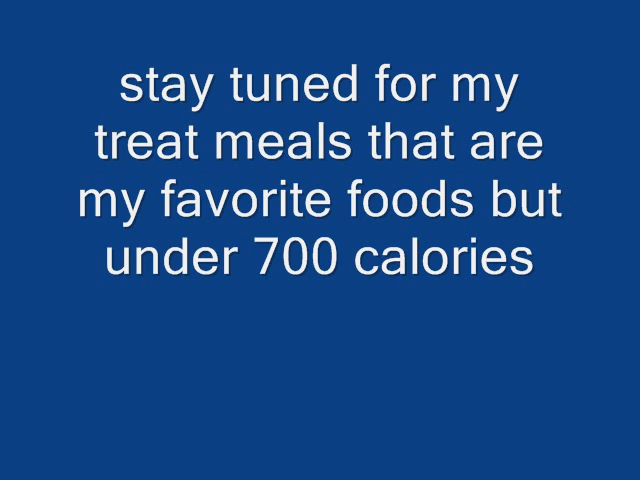 stay tuned for my
treat meals that are
my favorite foods but
under 700 calories